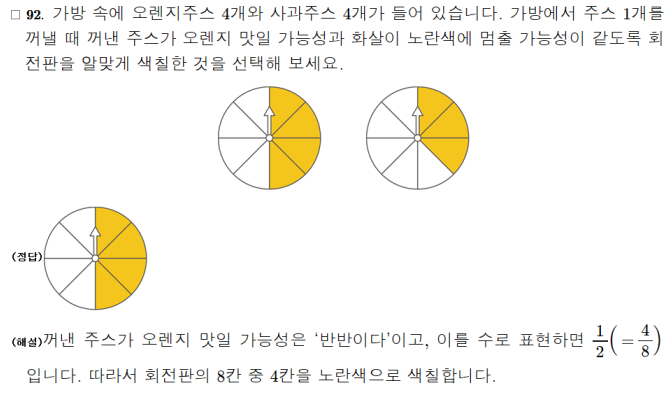 □ 92. 가방 속에 오렌지주스 4개와 사과주스 4개가 들어 있습니다. 가방에서 주스 1개를
꺼낼 때 꺼낸 주스가 오렌지 맛일 가능성과 화살이 노란색에 멈출 가능성이 같도록 회
전판을 알맞게 색칠한 것을 선택해 보세요.
(정답)
(해설)꺼낸 주스가 오렌지 맛일 가능성은 ‘반반이다’이고, 이를 수로 표현하면 1/2(=4/8)
입니다. 따라서 회전판의 8칸 중 4칸을 노란색으로 색칠합니다.